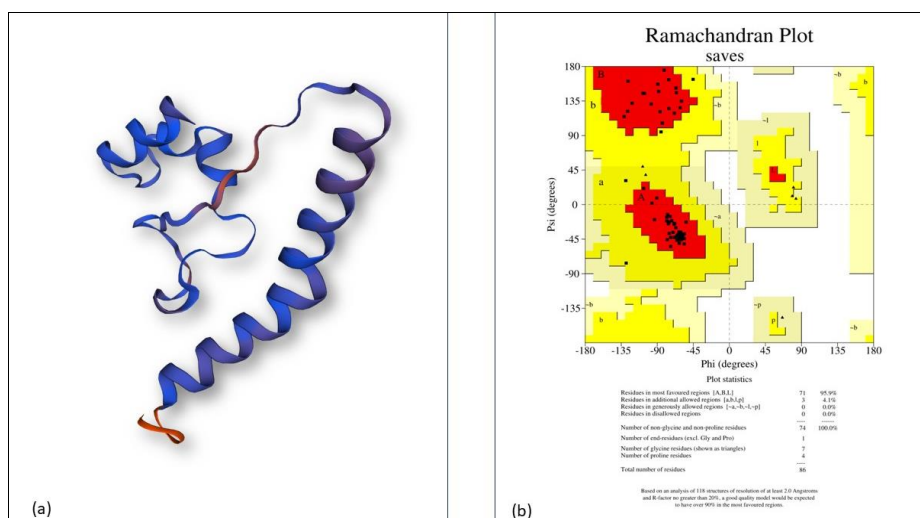 Ramachandran Plot
saves
180
135
90
45
0
-45
-90
-135
Psi (degrees)
B
b
~b
~b
b
~l
l
a
A
~a
~b
b
~p
p
~b
-180 -135 -90 -45 0 45 90 135 180
Phi (degrees)
Plot statistics
Residues in most favoured regions [A,B,L] 71 95.9%
Residues in additional allowed regions [a,b,l,p] 3 4.1%
Residues in generously allowed regions [~a,~b,~l,~p] 0 0.0%
Residues in disallowed regions 0 0.0%
Number of non-glycine and non-proline residues 74 100.0%
Number of end-residues (excl. Gly and Pro) 1
Number of glycine residues (shown as triangles) 7
Number of proline residues 4
Total number of residues 86
Based on an analysis of 118 structures of resolution of at least 2.0 Angstroms
and R-factor no greater than 20%, a good quality model would be expected
to have over 90% in the most favoured regions.
(a)
(b)